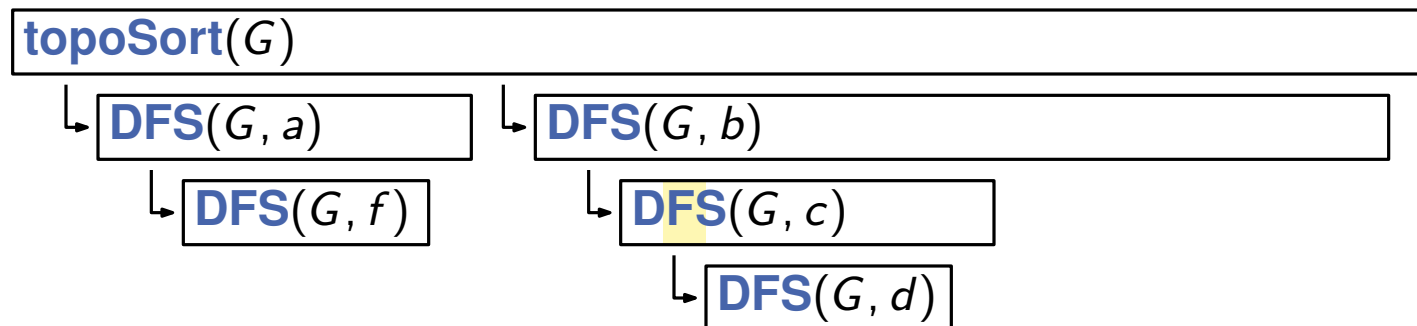 topoSort(G)
DFS(G, a)
DFS(G, b)
DFS(G, f)
DFS(G, c)
DFS(G, d)